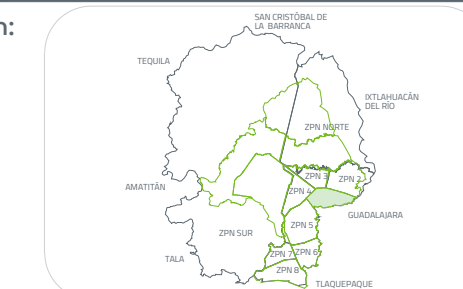 n:
SAN CRISTÓBAL DE
LA BARRANCA
TEQUILA
IXTLAHUACÁN
DEL RÍO
ZPN NORTE
ZPN 3
ZPN 2
AMATITÁN
ZPN 4
GUADALAJARA
ZPN 5
ZPN SUR
ZPN 7
ZPN 6
TALA
ZPN 8
TLAQUEPAQUE